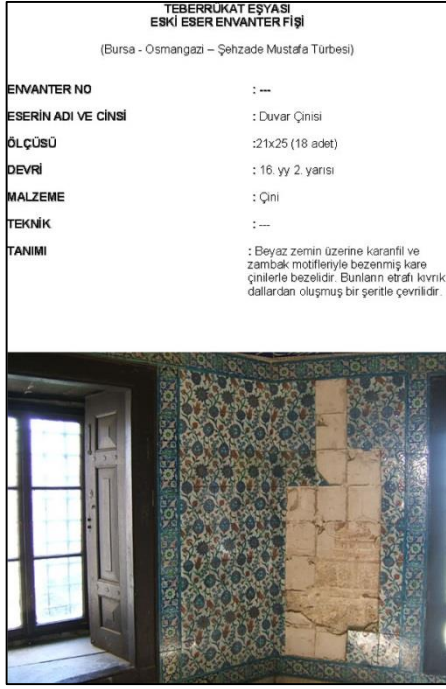 TEBERRÜKAT EŞYASI
ESKİ ESER ENVANTER FİŞİ
(Bursa - Osmangazi – Şehzade Mustafa Türbesi)
ENVANTER NO : ---
ESERİN ADI VE CİNSİ : Duvar Çinisi
ÖLÇÜSÜ :21x25 (18 adet)
DEVRİ : 16. yy 2. yarısı
MALZEME : Çini
TEKNİK : ---
TANIMI : Beyaz zemin üzerine karanfil ve
zambak motifleriyle bezenmiş kare
çinilerle bezelidir. Bunların etrafı kıvrık
dallardan oluşmuş bir şeritle çevrilidir.